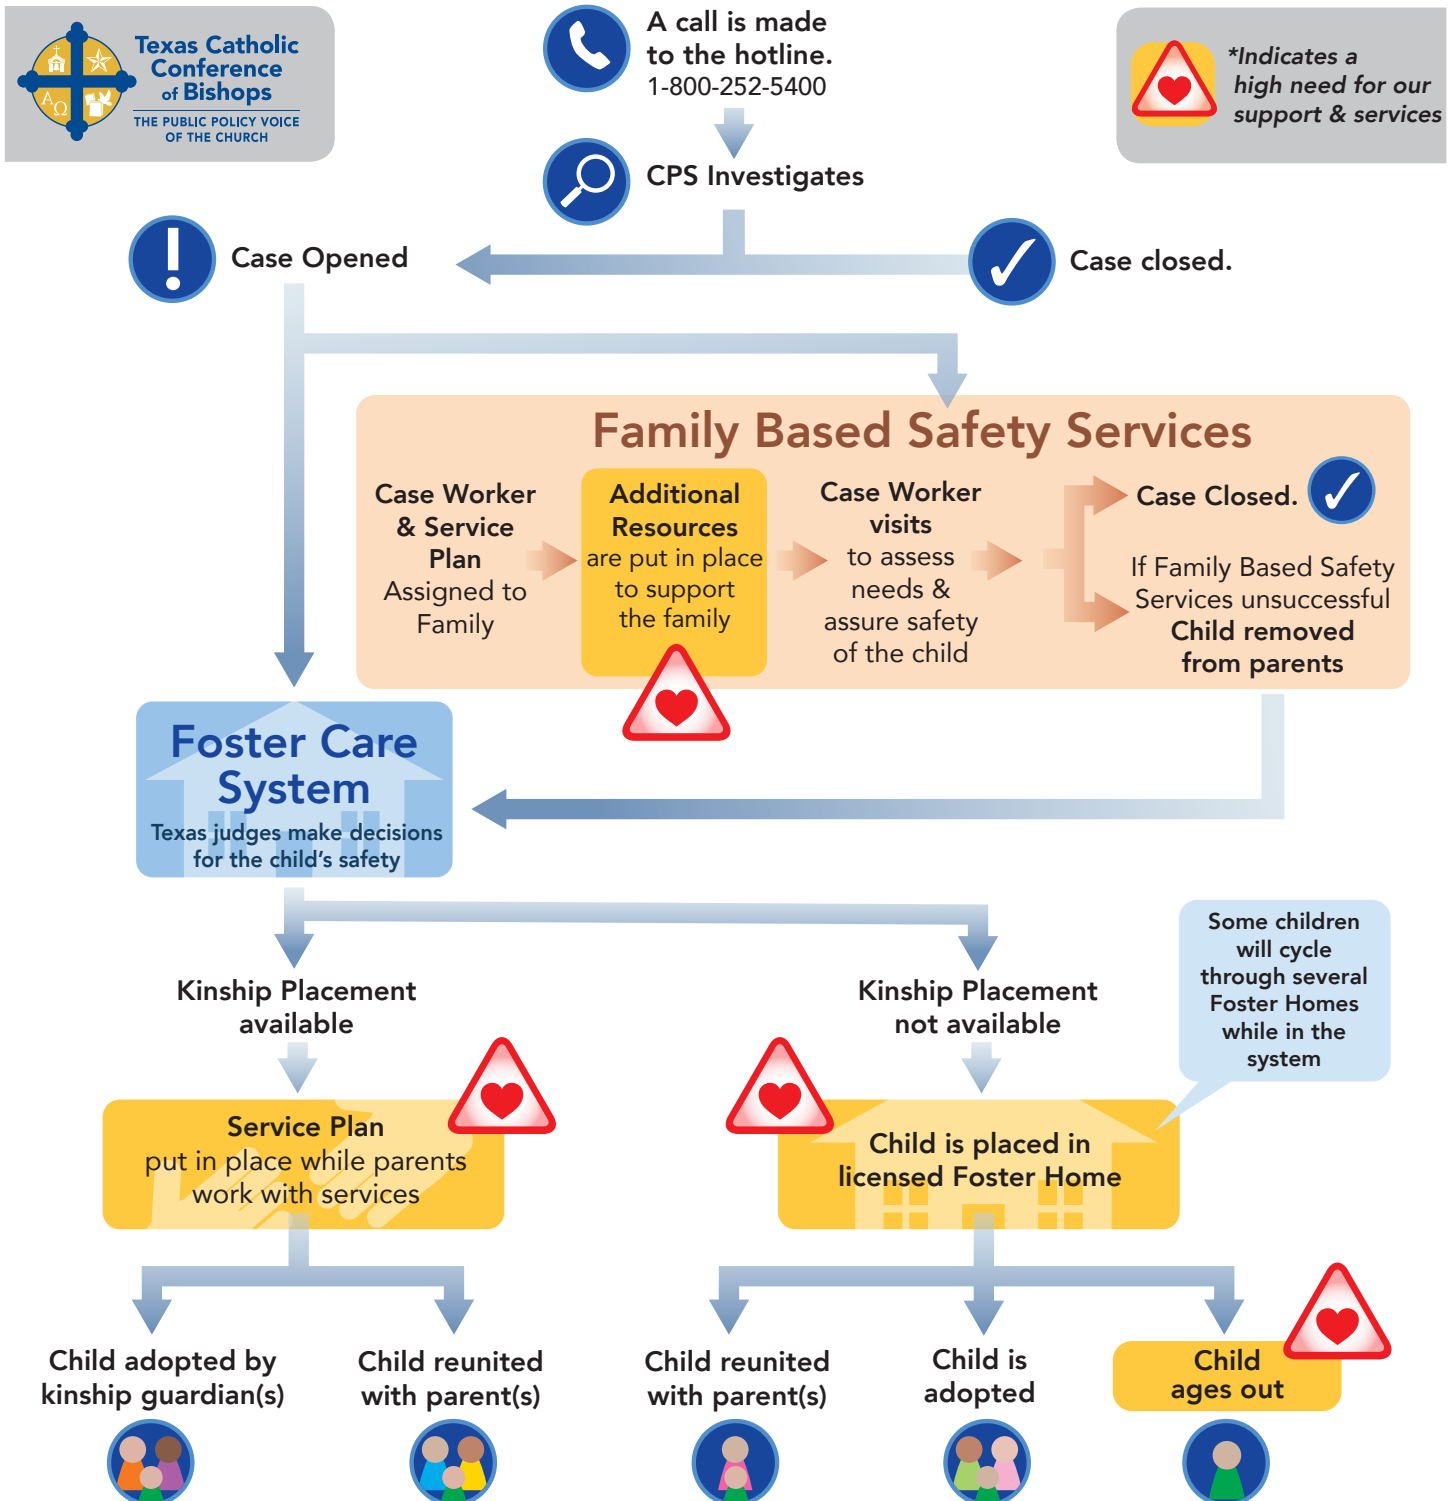 Texas Catholic
Conference
of Bishops
THE PUBLIC POLICY VOICE
OF THE CHURCH
A Ω
A call is made
to the hotline.
1-800-252-5400
*Indicates a
high need for our
support & services
CPS Investigates
! Case Opened
Case closed.
Family Based Safety Services
Case Worker
& Service
Plan
Assigned to
Family
Additional
Resources
are put in place
to support
the family
Case Worker
visits
to assess
needs &
assure safety
of the child
Case Closed.
If Family Based Safety
Services unsuccessful
Child removed
from parents
Foster Care
System
Texas judges make decisions
for the child's safety
Kinship Placement
available
Kinship Placement
not available
Some children
will cycle
through several
Foster Homes
while in the
system
Service Plan
put in place while parents
work with services
Child is placed in
licensed Foster Home
Child adopted by
kinship guardian(s)
Child reunited
with parent(s)
Child reunited
with parent(s)
Child is
adopted
Child
ages out